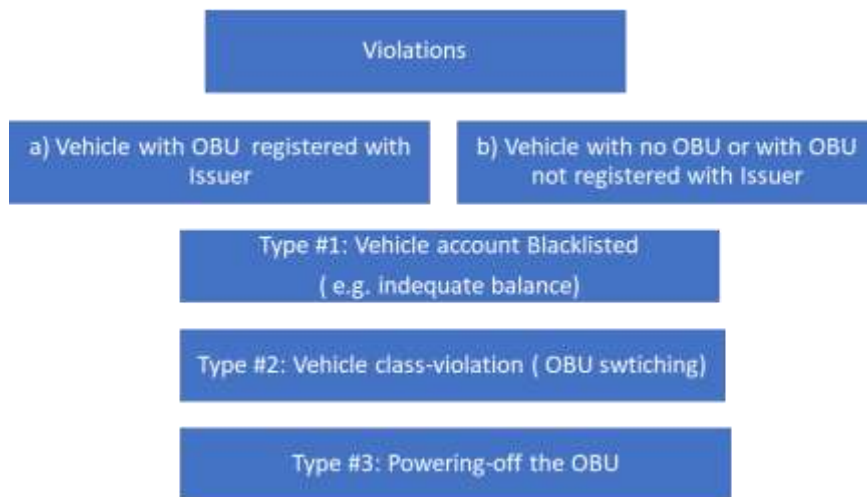 Violations
a) Vehicle with OBU registered with
Issuer
b) Vehicle with no OBU or with OBU
not registered with Issuer
Type #1: Vehicle account Blacklisted
( e.g. indequate balance)
Type #2: Vehicle class-violation ( OBU swtiching)
Type #3: Powering-off the OBU